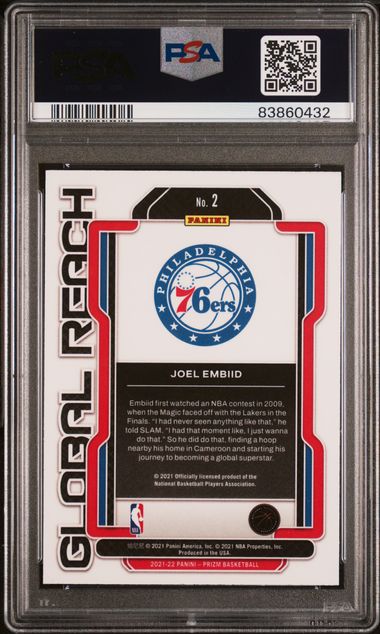 PSA
PSA
83860432
GLOBAL REACH
No. 2
PANINI
PHILADELPHIA
76ers
JOEL EMBIID
Embiid first watched an NBA contest in 2009,
when the Magic faced off with the Lakers in the
Finals. "I had never seen anything like that," he
told SLAM. "I had that moment like, I just wanna
do that." So he did do that, finding a hoop
nearby his home in Cameroon and starting his
journey to becoming a global superstar.
© 2021 Officially licensed product of the
National Basketball Players Association.
© 2021 Panini America, Inc. © 2021 NBA Properties, Inc.
Produced in the USA.
2021-22 PANINI – PRIZM BASKETBALL